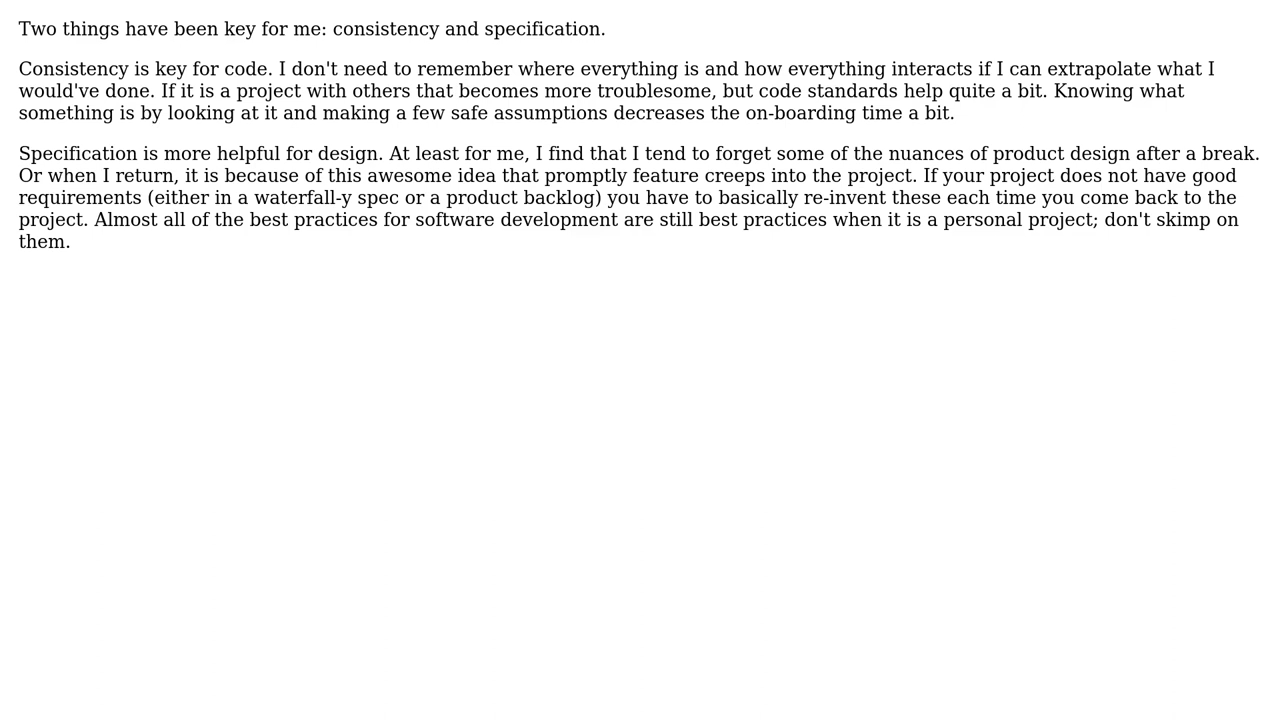 Two things have been key for me: consistency and specification.
Consistency is key for code. I don't need to remember where everything is and how everything interacts if I can extrapolate what I
would've done. If it is a project with others that becomes more troublesome, but code standards help quite a bit. Knowing what
something is by looking at it and making a few safe assumptions decreases the on-boarding time a bit.
Specification is more helpful for design. At least for me, I find that I tend to forget some of the nuances of product design after a break.
Or when I return, it is because of this awesome idea that promptly feature creeps into the project. If your project does not have good
requirements (either in a waterfall-y spec or a product backlog) you have to basically re-invent these each time you come back to the
project. Almost all of the best practices for software development are still best practices when it is a personal project; don't skimp on
them.